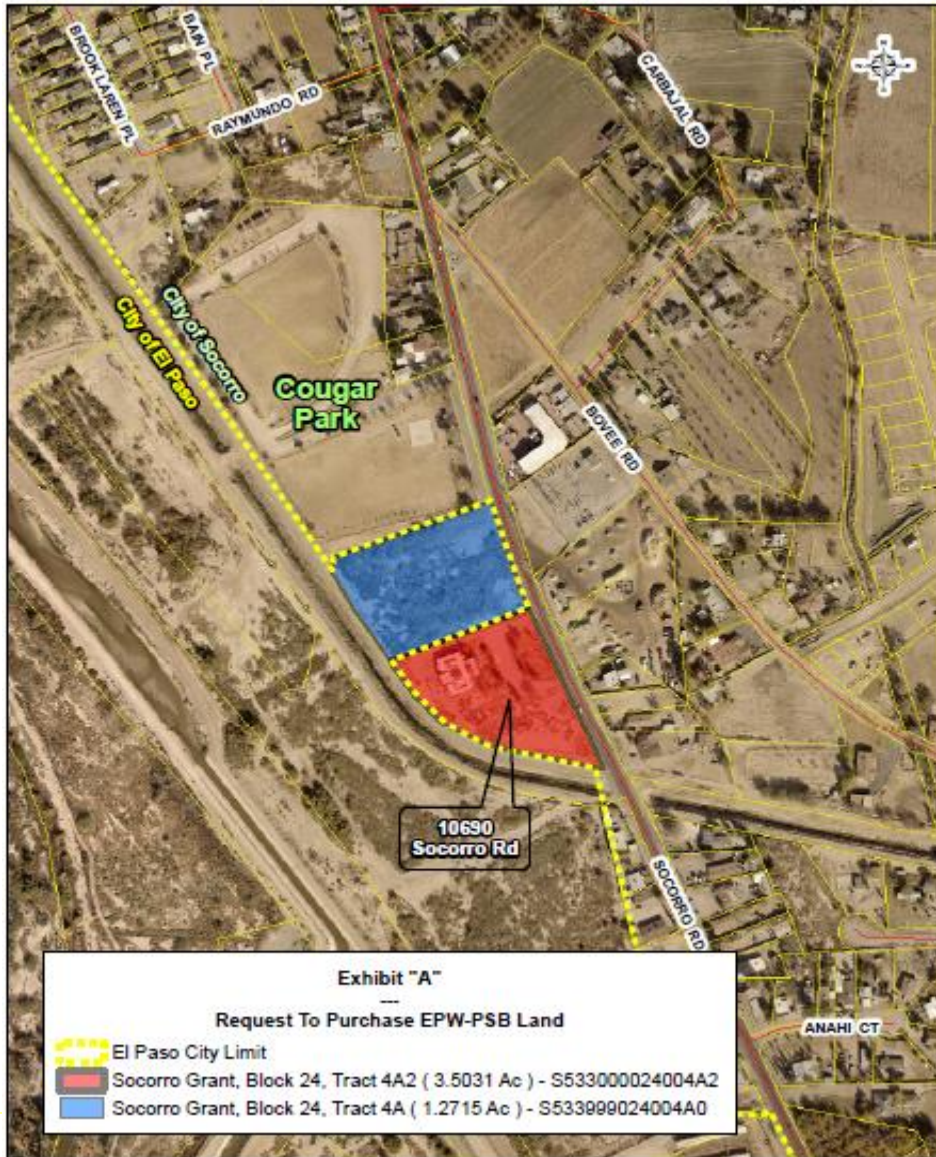 BROOK LAREN PL
BAIN PL
RAYMUNDO RD
CARBAJAL RD
City of Socorro
City of El Paso
Cougar
Park
BOVEE RD
10690
Socorro Rd
SOCORRO RD
ANAHI CT
Exhibit "A"
---
Request To Purchase EPW-PSB Land
El Paso City Limit
Socorro Grant, Block 24, Tract 4A2 ( 3.5031 Ac ) - S533000024004A2
Socorro Grant, Block 24, Tract 4A ( 1.2715 Ac ) - S533999024004A0